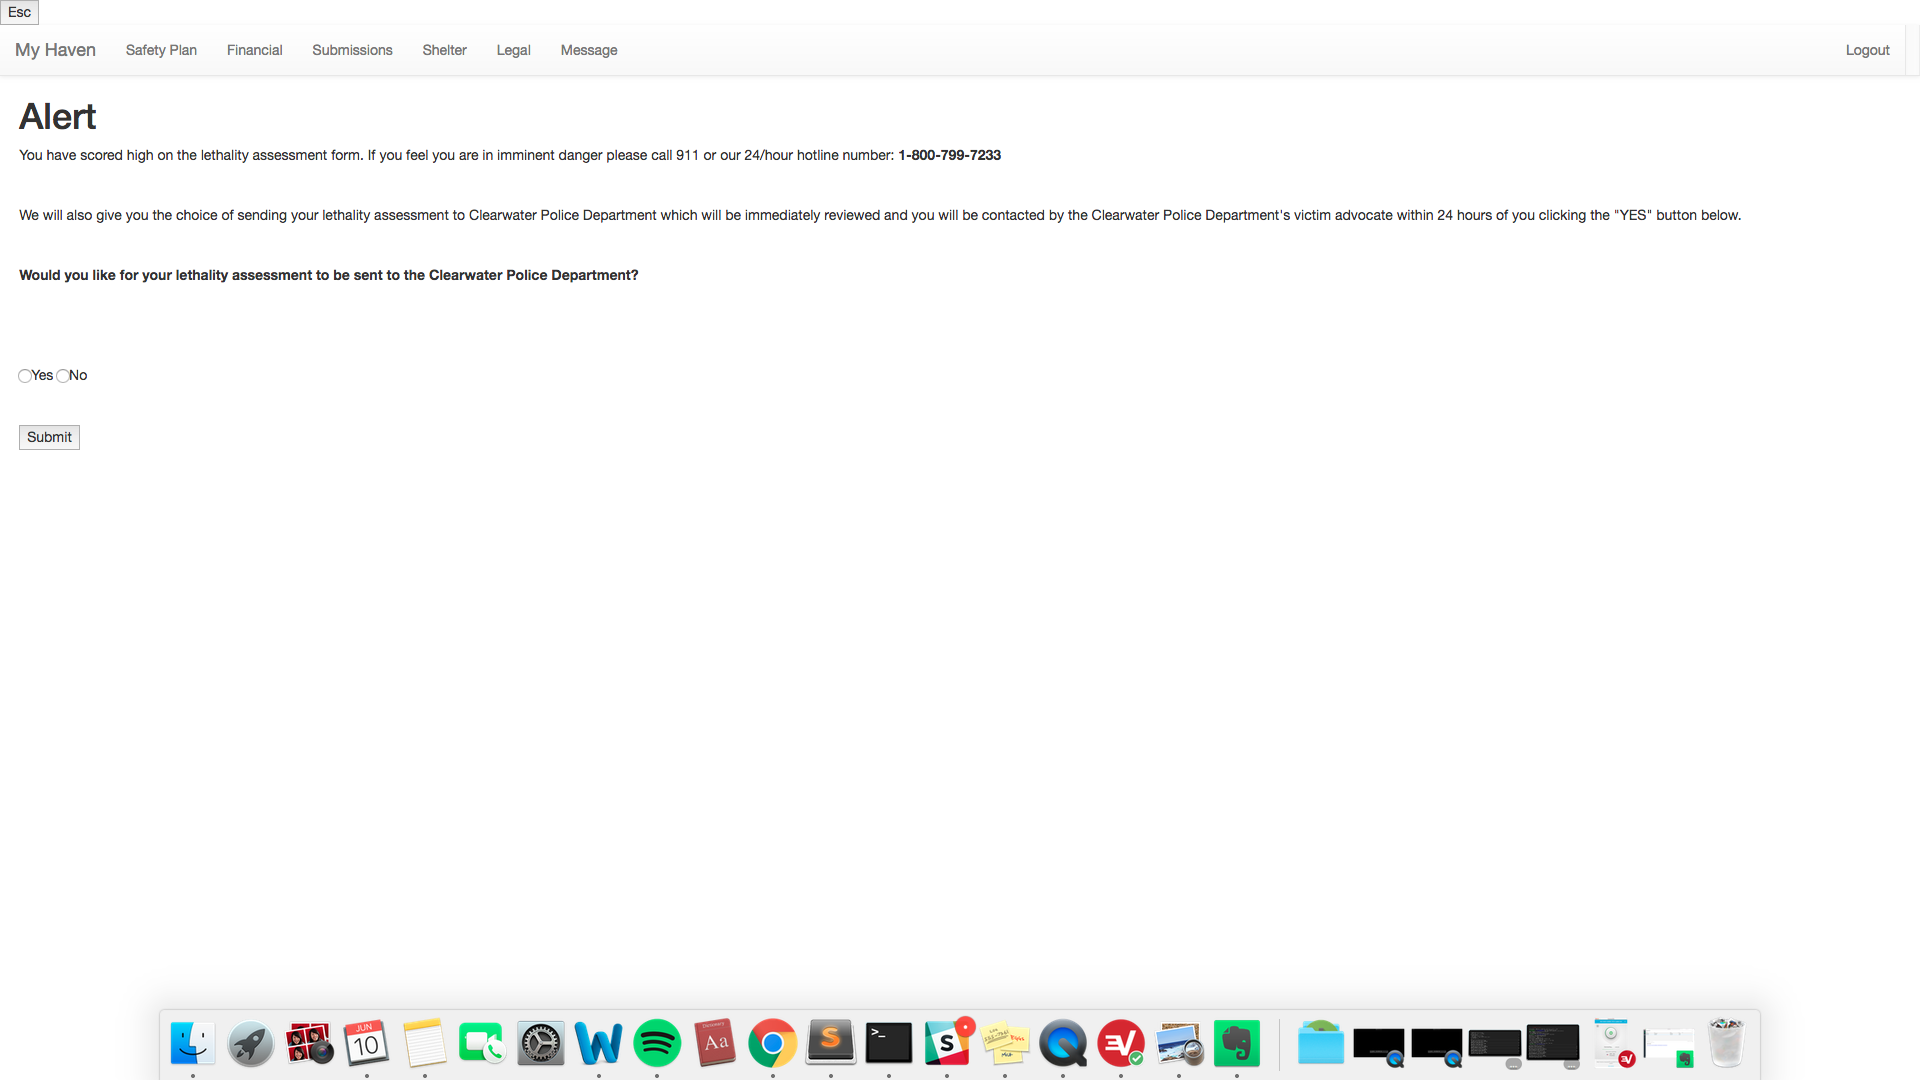 Esc
My Haven Safety Plan Financial Submissions Shelter Legal Message Logout
Alert
You have scored high on the lethality assessment form. If you feel you are in imminent danger please call 911 or our 24/hour hotline number: 1-800-799-7233
We will also give you the choice of sending your lethality assessment to Clearwater Police Department which will be immediately reviewed and you will be contacted by the Clearwater Police Department's victim advocate within 24 hours of you clicking the "YES" button below.
Would you like for your lethality assessment to be sent to the Clearwater Police Department?
Yes No
Submit
JUN
10
Dictionary
Aa